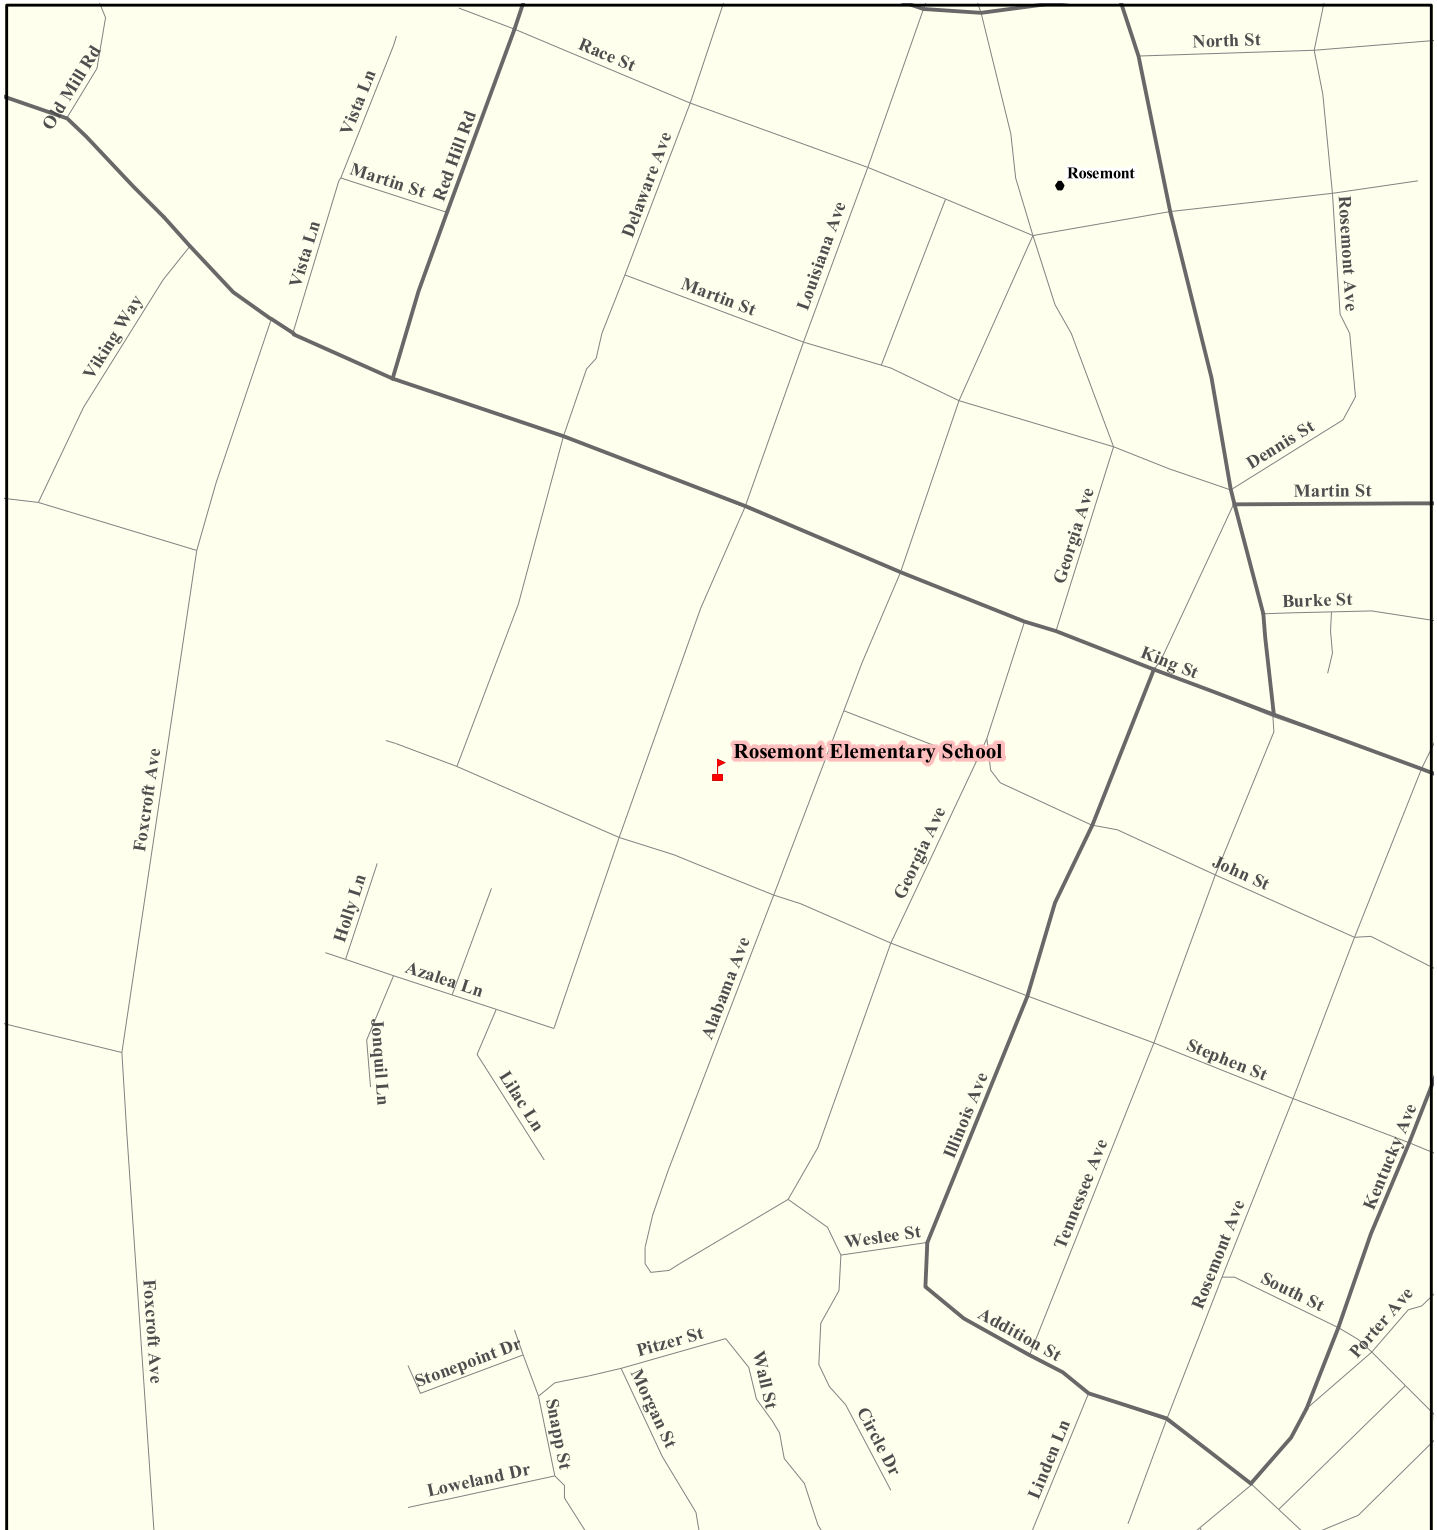 North St
Race St
Old Mill Rd
Vista Ln
Red Hill Rd
Delaware Ave
Martin St
Rosemont
Louisiana Ave
Rosemont Ave
Vista Ln
Martin St
Viking Way
Dennis St
Martin St
Georgia Ave
Burke St
King St
Rosemont Elementary School
Foxcroft Ave
Georgia Ave
John St
Holly Ln
Azalea Ln
Alabama Ave
Jonquil Ln
Lilac Ln
Stephen St
Illinois Ave
Kentucky Ave
Tennessee Ave
Weslee St
Rosemont Ave
South St
Foxcroft Ave
Porter Ave
Addition St
Pitzer St
Stonepoint Dr
Wall St
Morgan St
Snapp St
Circle Dr
Linden Ln
Loweland Dr